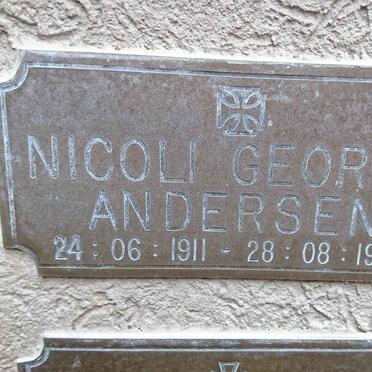 NICOLI GEOR
ANDERSEN
24 : 06 : 1911 - 28 : 08 : 19